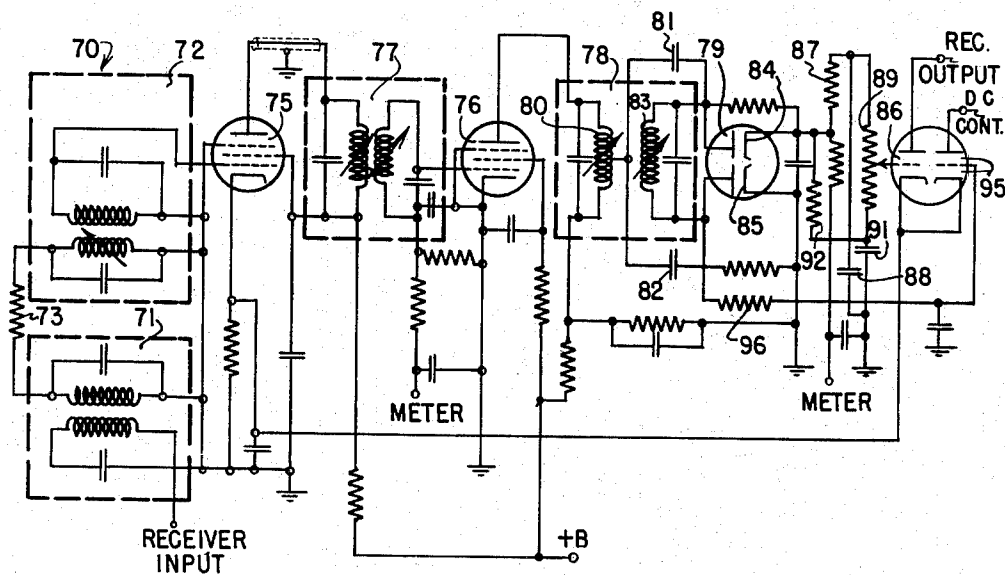 70
72
73
71
RECEIVER
INPUT
75
77
METER
76
78
80
81
83
82
79
84
85
96
+B
87
92
METER
89
91
88
86
REC.
OUTPUT
DC
CONT.
95